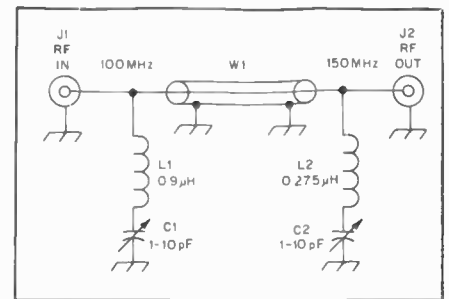 J1
RF
IN
100MHz
W1
150MHz
J2
RF
OUT
L1
0.9µH
C1
1-10pF
L2
0.275µH
C2
1-10pF